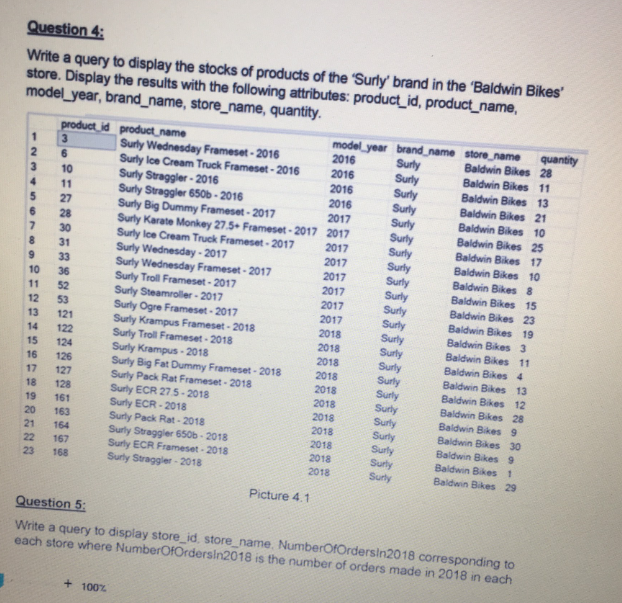 Question 4:
Write a query to display the stocks of products of the 'Surly' brand in the 'Baldwin Bikes'
store. Display the results with the following attributes: product_id, product_name,
model_year, brand_name, store_name, quantity.
product_id product_name model_year brand_name store_name quantity
1 3 Surly Wednesday Frameset - 2016 2016 Surly Baldwin Bikes 28
2 6 Surly Ice Cream Truck Frameset - 2016 2016 Surly Baldwin Bikes 11
3 10 Surly Straggler - 2016 2016 Surly Baldwin Bikes 13
4 11 Surly Straggler 650b - 2016 2016 Surly Baldwin Bikes 21
5 27 Surly Big Dummy Frameset - 2017 2017 Surly Baldwin Bikes 10
6 28 Surly Karate Monkey 27.5+ Frameset - 2017 2017 Surly Baldwin Bikes 25
7 30 Surly Ice Cream Truck Frameset - 2017 2017 Surly Baldwin Bikes 17
8 31 Surly Wednesday - 2017 2017 Surly Baldwin Bikes 10
9 33 Surly Wednesday Frameset - 2017 2017 Surly Baldwin Bikes 8
10 36 Surly Troll Frameset - 2017 2017 Surly Baldwin Bikes 15
11 52 Surly Steamroller - 2017 2017 Surly Baldwin Bikes 23
12 53 Surly Ogre Frameset - 2017 2017 Surly Baldwin Bikes 19
13 121 Surly Krampus Frameset - 2018 2018 Surly Baldwin Bikes 3
14 122 Surly Troll Frameset - 2018 2018 Surly Baldwin Bikes 11
15 124 Surly Krampus - 2018 2018 Surly Baldwin Bikes 4
16 126 Surly Big Fat Dummy Frameset - 2018 2018 Surly Baldwin Bikes 13
17 127 Surly Pack Rat Frameset - 2018 2018 Surly Baldwin Bikes 12
18 128 Surly ECR 27.5 - 2018 2018 Surly Baldwin Bikes 28
19 161 Surly ECR - 2018 2018 Surly Baldwin Bikes 9
20 163 Surly Pack Rat - 2018 2018 Surly Baldwin Bikes 30
21 164 Surly Straggler 650b - 2018 2018 Surly Baldwin Bikes 9
22 167 Surly ECR Frameset - 2018 2018 Surly Baldwin Bikes 1
23 168 Surly Straggler - 2018 2018 Surly Baldwin Bikes 29
Picture 4.1
Question 5:
Write a query to display store_id, store_name, NumberOfOrdersIn2018 corresponding to
each store where NumberOfOrdersIn2018 is the number of orders made in 2018 in each
+ 100%